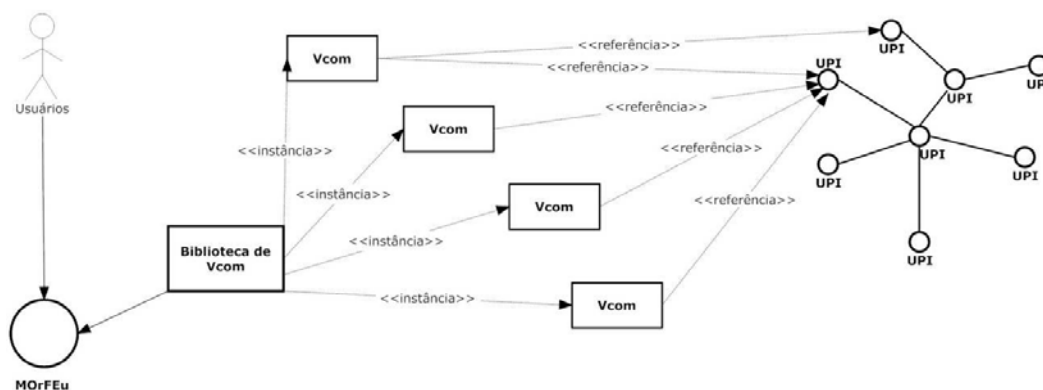 <<referência>>
UPI
Vcom
<<referência>>
UPI
UPI
UPI
Usuários
Vcom
<<referência>>
<<instância>>
UPI
<<referência>>
UPI
UPI
<<instância>>
<<referência>>
Vcom
Biblioteca de
Vcom
<<instância>>
UPI
<<instância>>
Vcom
MOrFEu